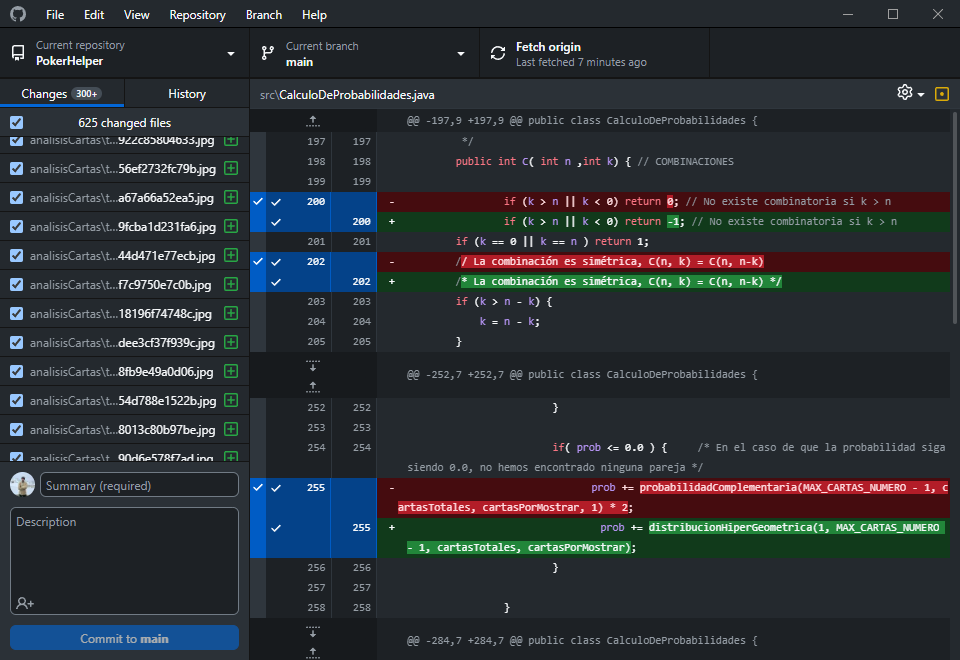 File Edit View Repository Branch Help
Current repository
PokerHelper
Current branch
main
Fetch origin
Last fetched 7 minutes ago
Changes 300+
History
625 changed files
analisisCartas\t...922c85804633.jpg
analisisCartas\t...56ef2732fc79b.jpg
analisisCartas\t...a67a66a52ea5.jpg
analisisCartas\t...9fcba1d231fa6.jpg
analisisCartas\t...44d471e77ecb.jpg
analisisCartas\t...f7c9750e7c0b.jpg
analisisCartas\t...18196f74748c.jpg
analisisCartas\t...dee3cf37f939c.jpg
analisisCartas\t...8fb9e49a0d06.jpg
analisisCartas\t...54d788e1522b.jpg
analisisCartas\t...8013c80b97be.jpg
analisisCartas\t...90d6e578f7ad.jpg
Summary (required)
Description
Commit to main
src\CalculoDeProbabilidades.java
@@ -197,9 +197,9 @@ public class CalculoDeProbabilidades {
197 197 */
198 198 public int C( int n ,int k) { // COMBINACIONES
199 199
200 - if (k > n || k < 0) return 0; // No existe combinatoria si k > n
200 + if (k > n || k < 0) return -1; // No existe combinatoria si k > n
201 201 if (k == 0 || k == n ) return 1;
202 - // La combinación es simétrica, C(n, k) = C(n, n-k)
202 + /* La combinación es simétrica, C(n, k) = C(n, n-k) */
203 203 if (k > n - k) {
204 204 k = n - k;
205 205 }
@@ -252,7 +252,7 @@ public class CalculoDeProbabilidades {
252 252 }
253 253
254 254 if( prob <= 0.0 ) { /* En el caso de que la probabilidad siga
siendo 0.0, no hemos encontrado ninguna pareja */
255 - prob += probabilidadComplementaria(MAX_CARTAS_NUMERO - 1, c
artasTotales, cartasPorMostrar, 1) * 2;
255 + prob += distribucionHiperGeometrica(1, MAX_CARTAS_NUMERO
- 1, cartasTotales, cartasPorMostrar);
256 256 }
257 257
258 258 }
@@ -284,7 +284,7 @@ public class CalculoDeProbabilidades {